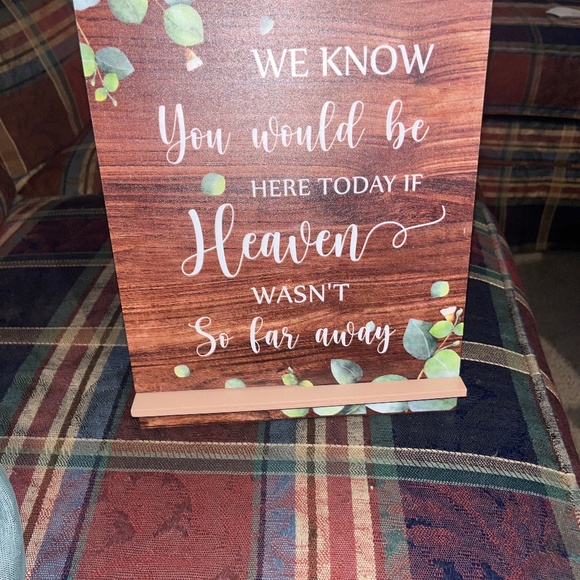 WE KNOW
You would be
HERE TODAY IF
Heaven
WASN'T
So far away